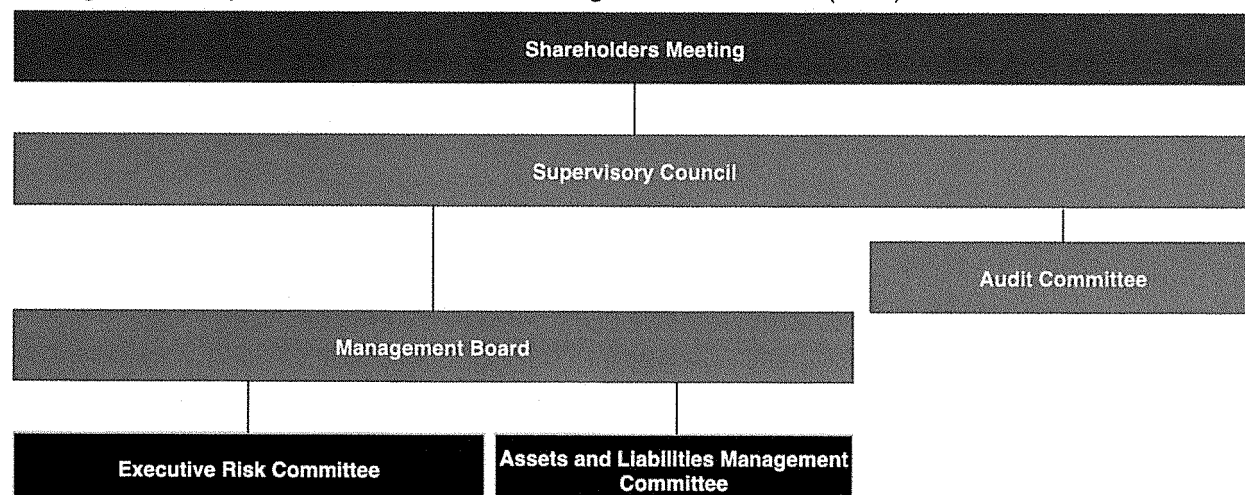 Shareholders Meeting
Supervisory Council
Audit Committee
Management Board
Executive Risk Committee
Assets and Liabilities Management
Committee